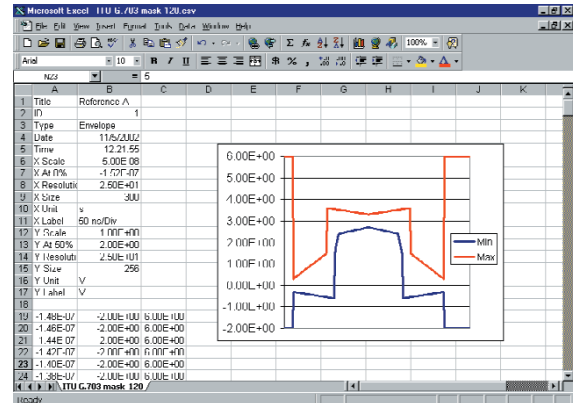 Microsoft Excel - ITU G.703 mask 120.csv
File Edit View Insert Format Tools Data Window Help
100%
Arial 10 B I U $ % ,
N23 = 5
A B C D E F G H I J K
1 Title Reference A
2 ID 1
3 Type Envelope
4 Date 11/5/2002
5 Time 12:21:55
6 X Scale 5.00E-08
7 X At 0% -1.52E-07
8 X Resolutic 2.50E+01
9 X Size 300
10 X Unit s
11 X Label 50 ns/Div
12 Y Scale 1.00E+00
13 Y At 50% 2.00E+00
14 Y Resoluti 2.50E+01
15 Y Size 256
16 Y Unit V
17 Y Label V
18
19 -1.48E-07 -2.00E+00 6.00E+00
20 -1.46E-07 -2.00E+00 6.00E+00
21 -1.44E-07 -2.00E+00 6.00E+00
22 -1.42E-07 -2.00E+00 6.00E+00
23 -1.40E-07 -2.00E+00 6.00E+00
24 -1.38E-07 -2.00E+00 6.00E+00
6.00E+00
5.00E+00
4.00E+00
3.00E+00
2.00E+00
1.00E+00
0.00E+00
-1.00E+00
-2.00E+00
Min
Max
ITU G.703 mask 120
Ready